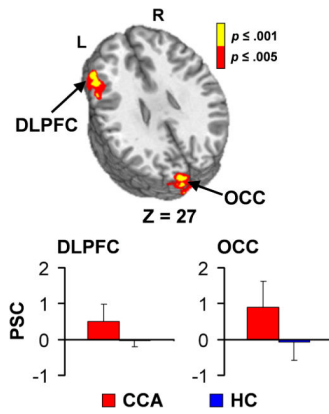 R
L
p ≤ .001
p ≤ .005
DLPFC
OCC
Z = 27
DLPFC
OCC
PSC
2
1
0
-1
2
1
0
-1
CCA
HC